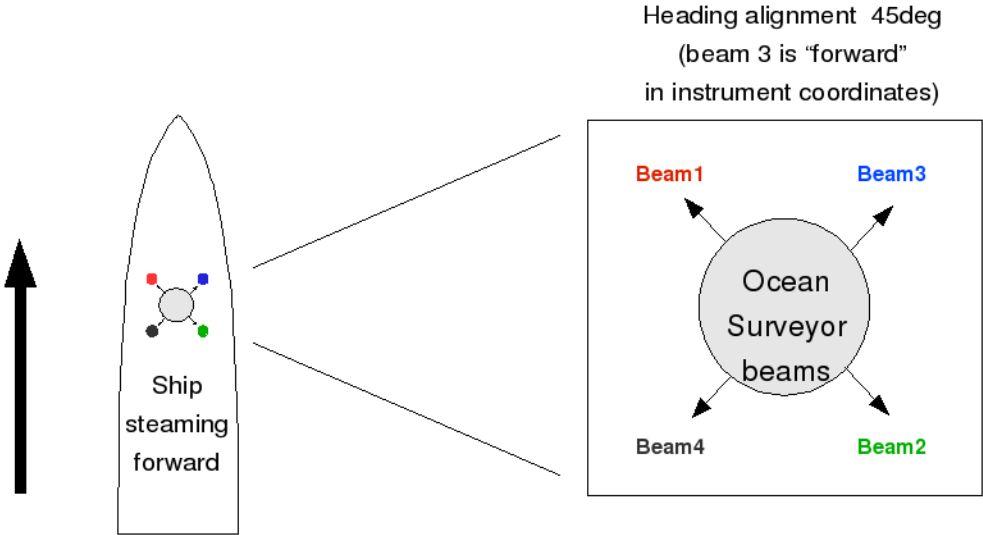 Heading alignment 45deg
(beam 3 is “forward”
in instrument coordinates)
Beam1
Beam3
Ocean
Surveyor
beams
Beam4
Beam2
Ship
steaming
forward